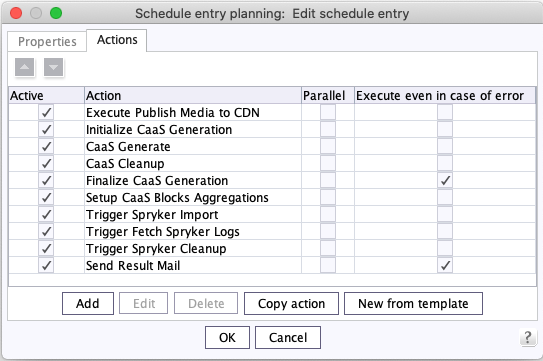 Schedule entry planning:  Edit schedule entry
Properties Actions
Active Action Parallel Execute even in case of error
Execute Publish Media to CDN
Initialize CaaS Generation
CaaS Generate
CaaS Cleanup
Finalize CaaS Generation
Setup CaaS Blocks Aggregations
Trigger Spryker Import
Trigger Fetch Spryker Logs
Trigger Spryker Cleanup
Send Result Mail
Add Edit Delete Copy action New from template
OK Cancel ?